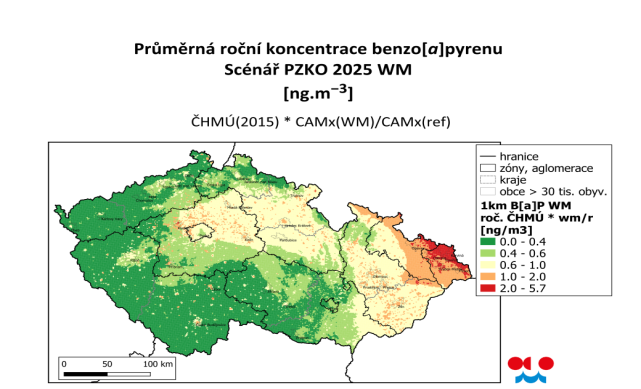 Průměrná roční koncentrace benzo[a]pyrenu
Scénář PZKO 2025 WM
[ng.m⁻³]
ČHMÚ(2015) * CAMx(WM)/CAMx(ref)
hranice
zóny, aglomerace
kraje
obce > 30 tis. obyv.
1km B[a]P WM
roč. ČHMÚ * wm/r
[ng/m3]
0.0 - 0.4
0.4 - 0.6
0.6 - 1.0
1.0 - 2.0
2.0 - 5.7
0 50 100 km